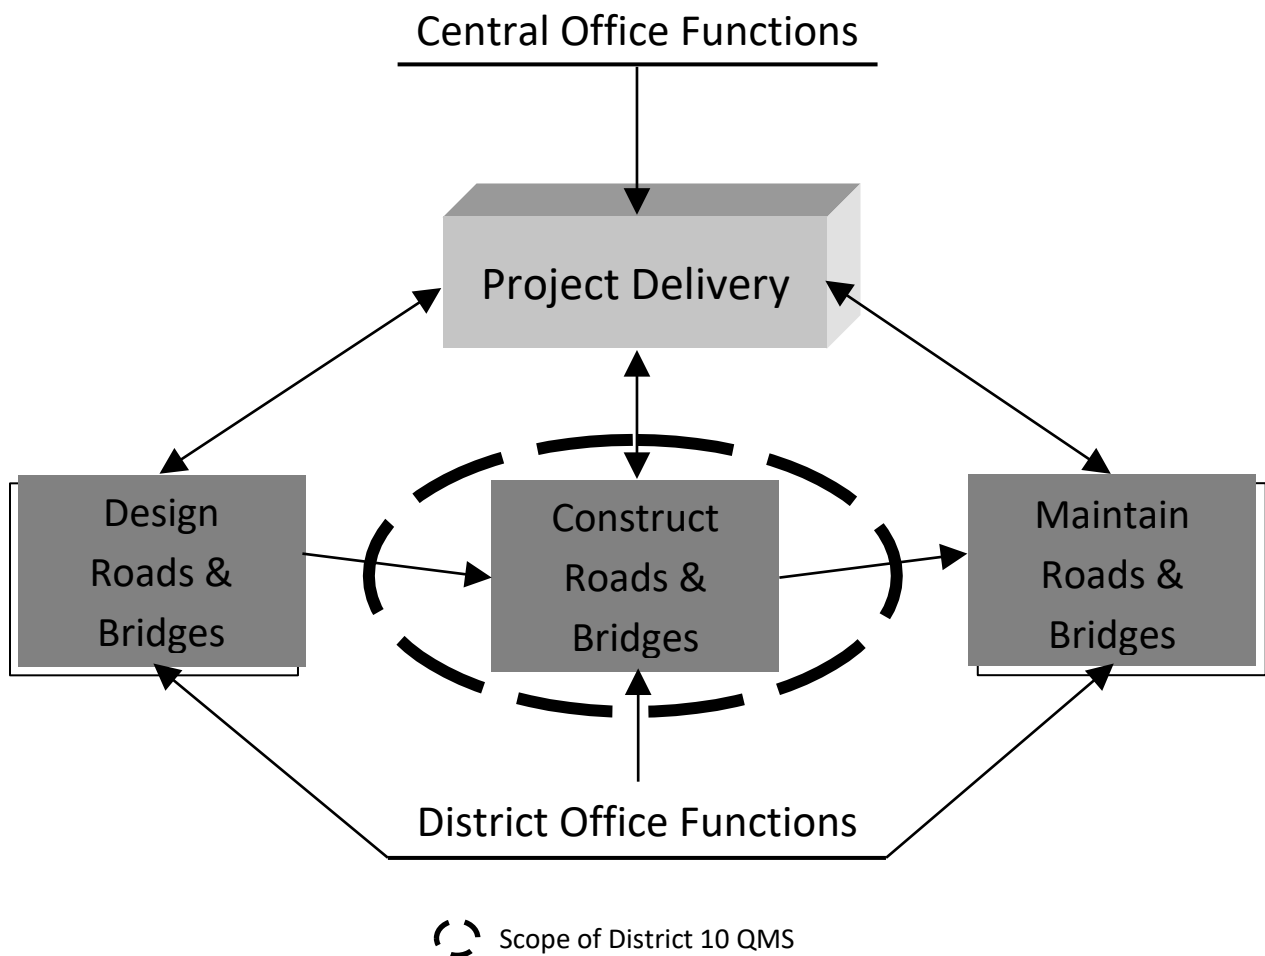 Central Office Functions
Project Delivery
Design
Roads &
Bridges
Construct
Roads &
Bridges
Maintain
Roads &
Bridges
District Office Functions
Scope of District 10 QMS